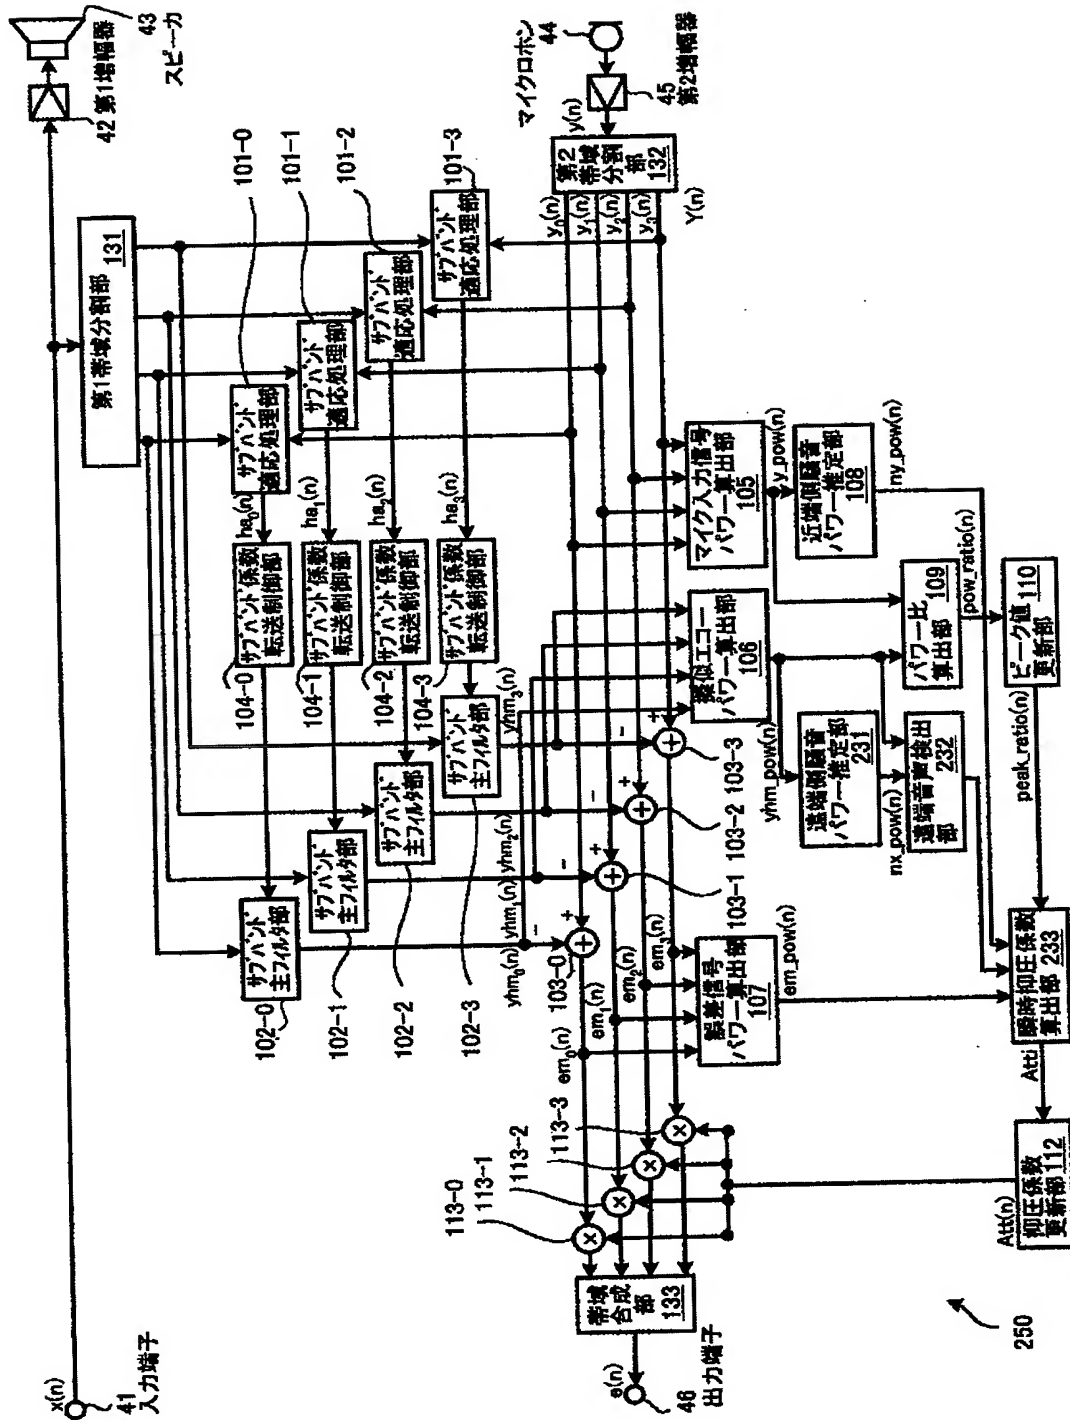 x(n)
41
入力端子
42 第1増幅器
43
スピーカ
第1帯域分割部
131
101-0
101-1
101-2
101-3
サブバンド
適応処理部
サブバンド
適応処理部
サブバンド
適応処理部
サブバンド
適応処理部
ha₀(n)
ha₁(n)
ha₂(n)
ha₃(n)
104-0
サブバンド係数
転送制御部
104-1
サブバンド係数
転送制御部
104-2
サブバンド係数
転送制御部
104-3
サブバンド係数
転送制御部
102-0
サブバンド
主フィルタ部
102-1
サブバンド
主フィルタ部
102-2
サブバンド
主フィルタ部
102-3
サブバンド
主フィルタ部
yhm₀(n)
yhm₁(n)
yhm₂(n)
yhm₃(n)
マイクロホン
44
45
第2増幅器
y(n)
第2
帯域
分割
部
132
y₀(n)
y₁(n)
y₂(n)
y₃(n)
Y(n)
+
-
+
-
+
-
+
-
103-0
103-1
103-2
103-3
em₀(n)
em₁(n)
em₂(n)
em₃(n)
113-0
113-1
113-2
113-3
×
×
×
×
+
+
+
+
帯域
合成
部
133
e(n)
46
出力端子
マイク入力信号
パワー算出部
105
y_pow(n)
擬似エコー
パワー算出部
106
yhm_pow(n)
誤差信号
パワー算出部
107
em_pow(n)
近端側騒音
パワー推定部
108
ny_pow(n)
パワー比
算出部
109
pow_ratio(n)
ピーク値
更新部
110
peak_ratio(n)
遠端側騒音
パワー推定部
231
nx_pow(n)
遠端音声検出
部
232
瞬時抑圧係数
算出部
233
Atti
抑圧係数
更新部
112
Att(n)
250